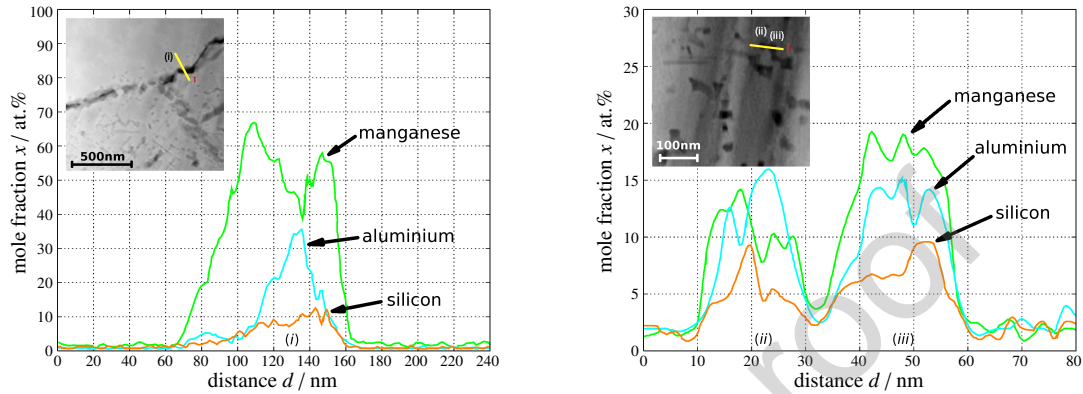 100
90
80
70
60
50
40
30
20
10
0
mole fraction x / at.%
(i)
500nm
manganese
aluminium
silicon
(i)
0 20 40 60 80 100 120 140 160 180 200 220 240
distance d / nm
30
25
20
15
10
5
0
mole fraction x / at.%
(ii) (iii)
100nm
manganese
aluminium
silicon
(ii) (iii)
0 10 20 30 40 50 60 70 80
distance d / nm
roof